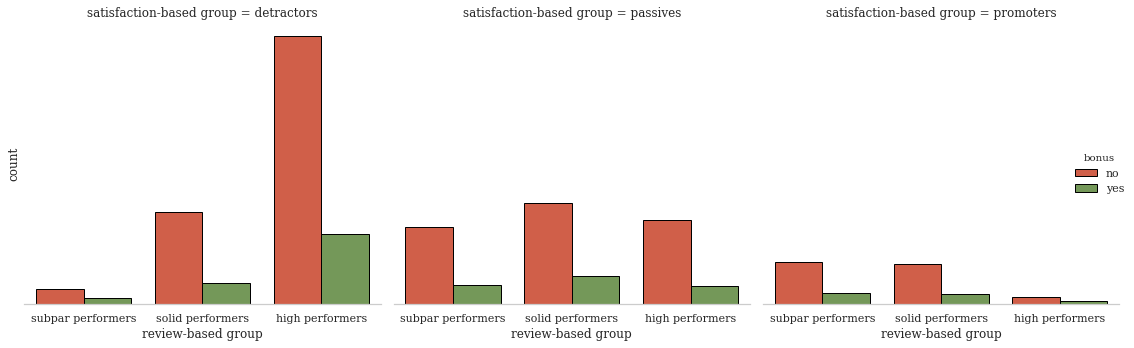 satisfaction-based group = detractors
satisfaction-based group = passives
satisfaction-based group = promoters
count
bonus
no
yes
subpar performers
solid performers
high performers
subpar performers
solid performers
high performers
subpar performers
solid performers
high performers
review-based group
review-based group
review-based group